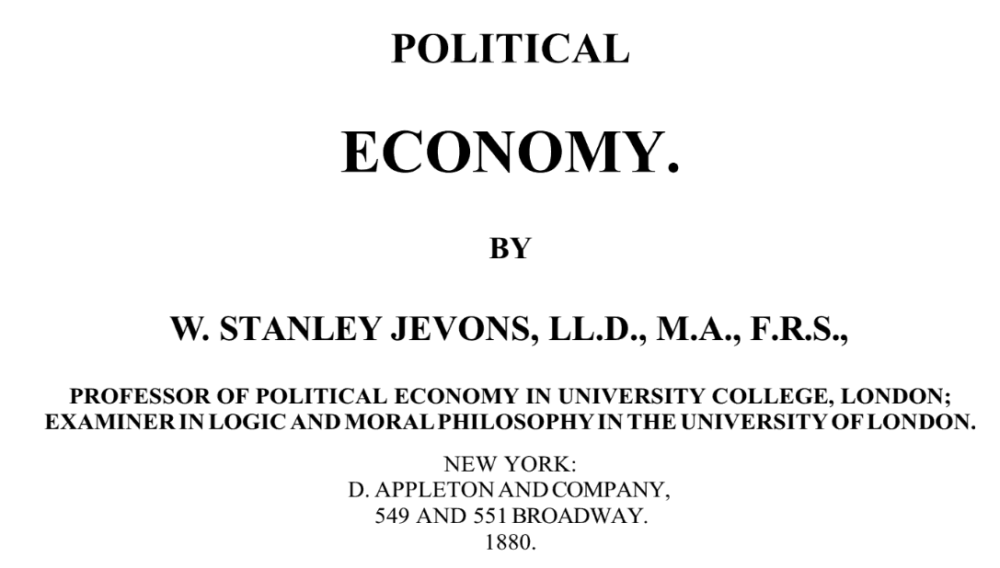 POLITICAL
ECONOMY.
BY
W. STANLEY JEVONS, LL.D., M.A., F.R.S.,
PROFESSOR OF POLITICAL ECONOMY IN UNIVERSITY COLLEGE, LONDON;
EXAMINER IN LOGIC AND MORAL PHILOSOPHY IN THE UNIVERSITY OF LONDON.
NEW YORK:
D. APPLETON AND COMPANY,
549 AND 551 BROADWAY.
1880.